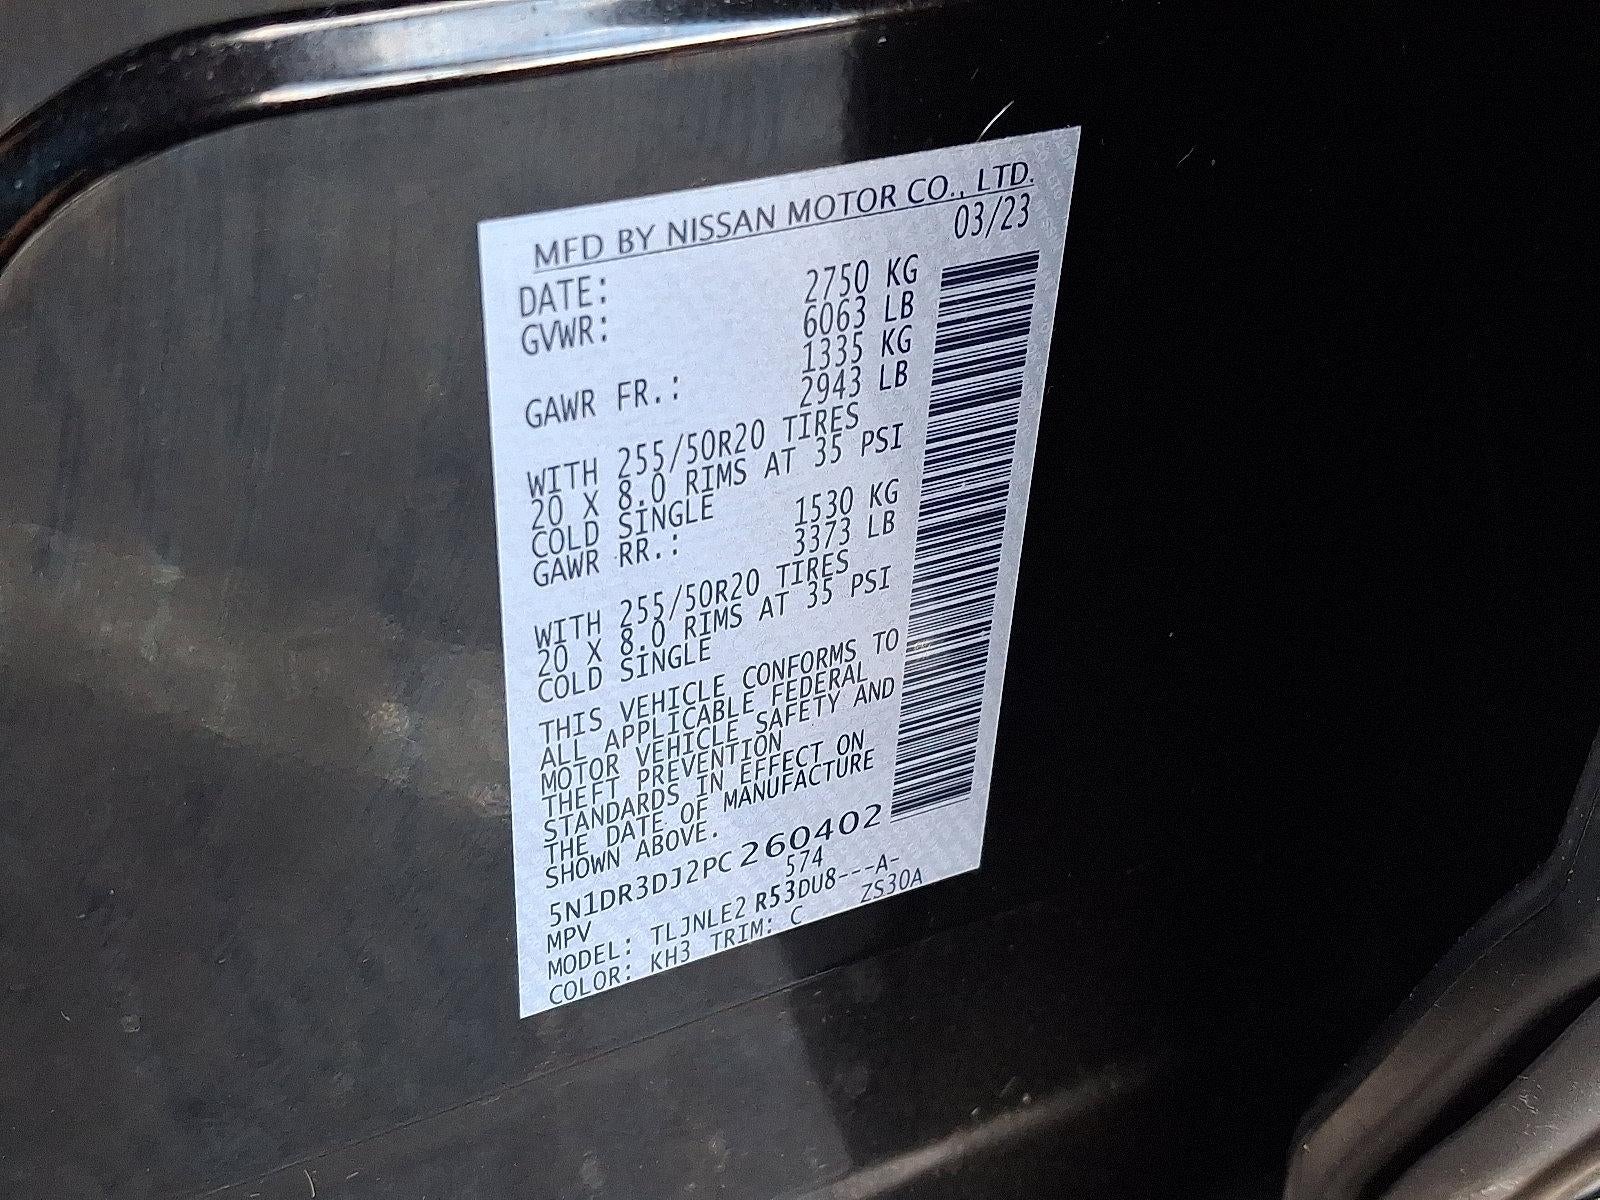 MFD BY NISSAN MOTOR CO., LTD.
DATE: 03/23
GVWR: 2750 KG
6063 LB
GAWR FR.: 1335 KG
2943 LB
WITH 255/50R20 TIRES
20 X 8.0 RIMS AT 35 PSI
COLD SINGLE
GAWR RR.: 1530 KG
3373 LB
WITH 255/50R20 TIRES
20 X 8.0 RIMS AT 35 PSI
COLD SINGLE
THIS VEHICLE CONFORMS TO
ALL APPLICABLE FEDERAL
MOTOR VEHICLE SAFETY AND
THEFT PREVENTION
STANDARDS IN EFFECT ON
THE DATE OF MANUFACTURE
SHOWN ABOVE.
5N1DR3DJ2PC260402
MPV 574
MODEL: TLJNLE2 R53DU8---A-
COLOR: KH3 TRIM: C ZS30A